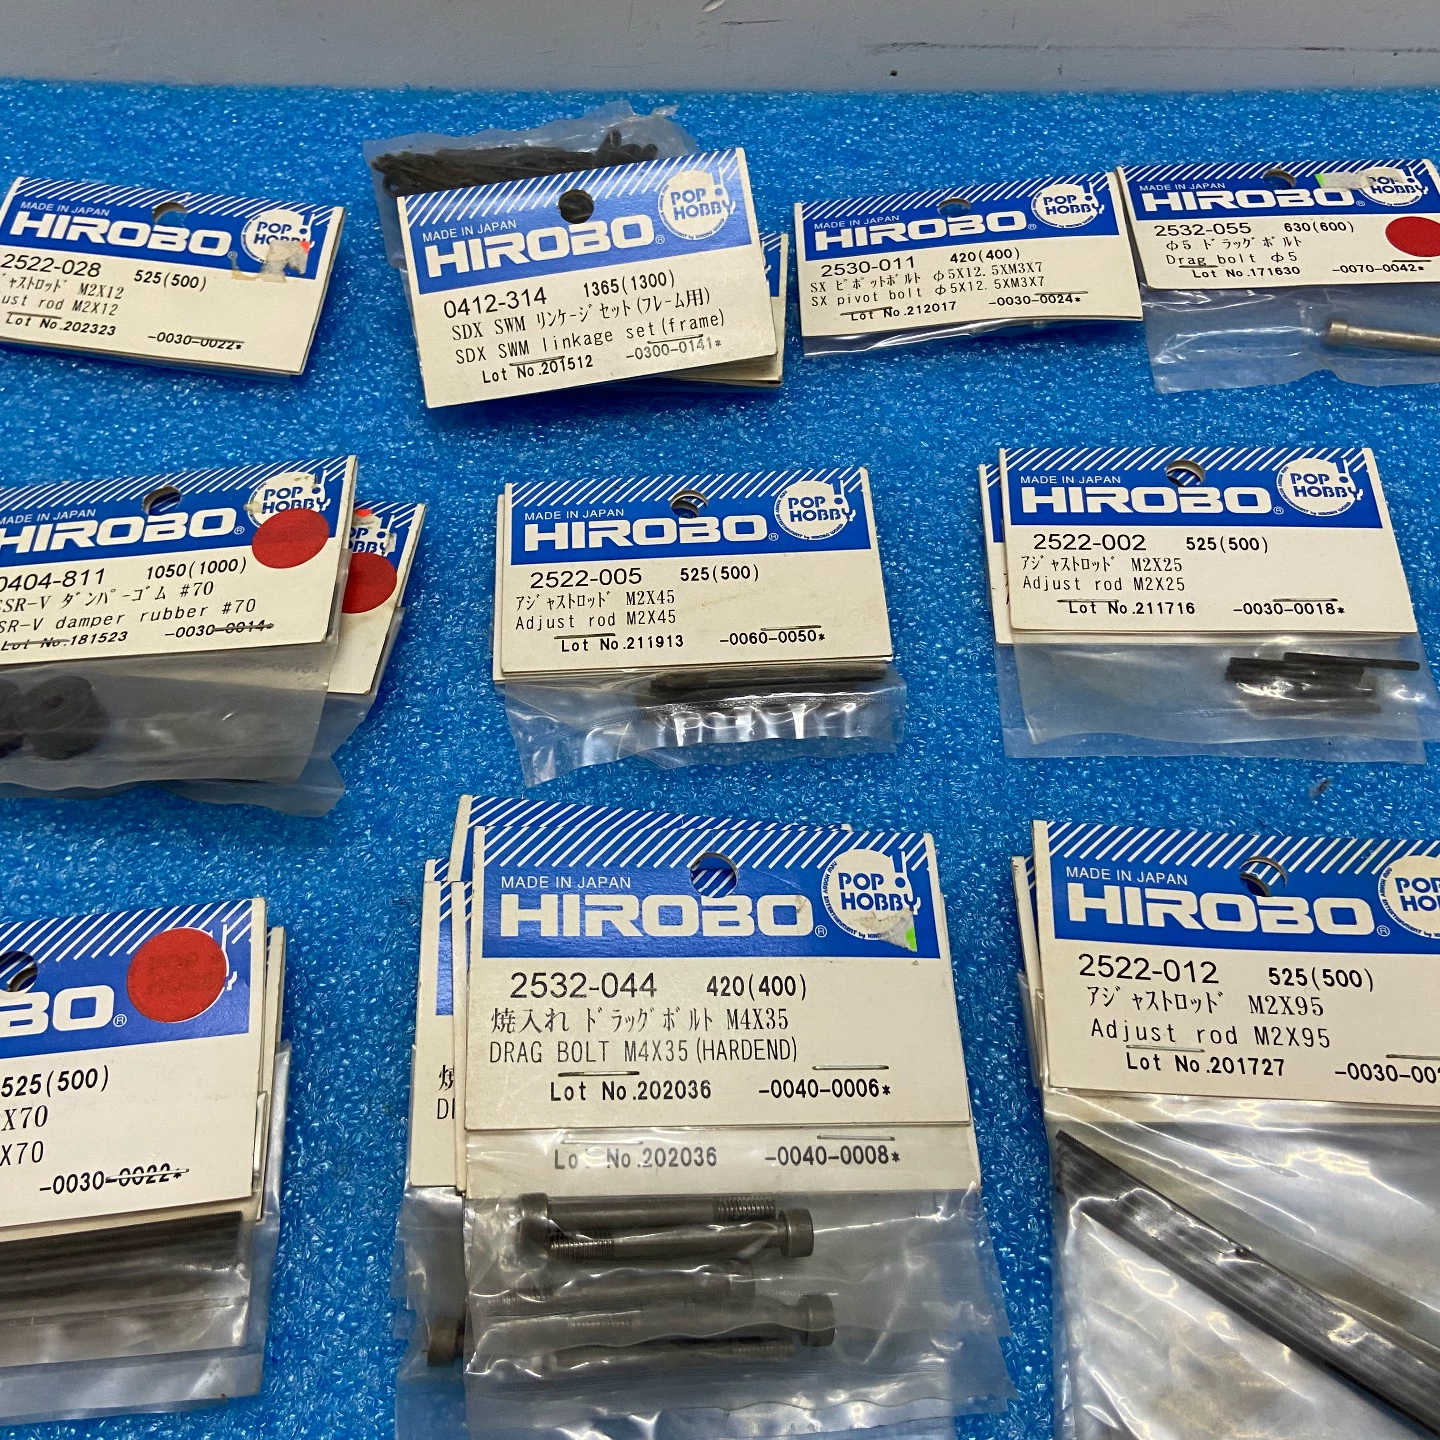 MADE IN JAPAN
HIROBO®
POP!
HOBBY
2522-028 525(500)
M2X12
ust rod M2X12
Lot No.202323 -0030-0022*
MADE IN JAPAN
HIROBO®
POP!
HOBBY
0412-314 1365(1300)
SDX SWM リンケージセット(フレーム用)
SDX SWM linkage set(frame)
Lot No.201512 -0300-0141*
MADE IN JAPAN
HIROBO®
POP!
HOBBY
2530-011 420(400)
SX ピボットボルト φ5X12.5XM3X7
SX pivot bolt φ5X12.5XM3X7
Lot No.212017 -0030-0024*
MADE IN JAPAN
HIROBO®
HOBBY
2532-055 630(600)
φ5 ドラッグボルト
Drag bolt φ5
Lot No.171630 -0070-0042*
MADE IN JAPAN
HIROBO®
POP!
HOBBY
0404-811 1050(1000)
SSR-V ダンパーゴム #70
SR-V damper rubber #70
Lot No.181523 -0030-0014*
MADE IN JAPAN
HIROBO®
POP!
HOBBY
2522-005 525(500)
アジャストロッド M2X45
Adjust rod M2X45
Lot No.211913 -0060-0050*
MADE IN JAPAN
HIROBO®
POP!
HOBBY
2522-002 525(500)
アジャストロッド M2X25
Adjust rod M2X25
Lot No.211716 -0030-0018*
BO®
525(500)
X70
X70
-0030-0022*
MADE IN JAPAN
HIROBO®
POP!
HOBBY
2532-044 420(400)
焼入れ ドラッグボルト M4X35
DRAG BOLT M4X35(HARDEND)
Lot No.202036 -0040-0006*
Lot No.202036 -0040-0008*
MADE IN JAPAN
HIROBO®
POP
HOB
2522-012 525(500)
アジャストロッド M2X95
Adjust rod M2X95
Lot No.201727 -0030-00